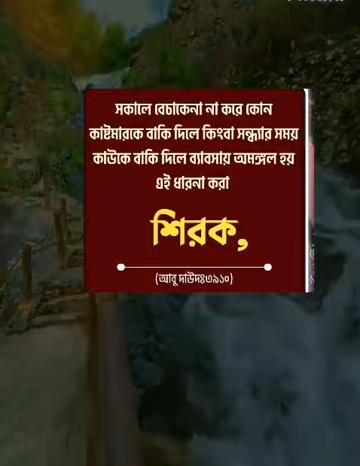 সকালে বেচাকেনা না করে কোন
কাষ্টমারকে বাকি দিলে কিংবা সন্ধ্যার সময়
কাউকে বাকি দিলে ব্যাবসায় অমঙ্গল হয়
এই ধারনা করা
শিরক,
(আবু দাউদঃ৩৯১০)